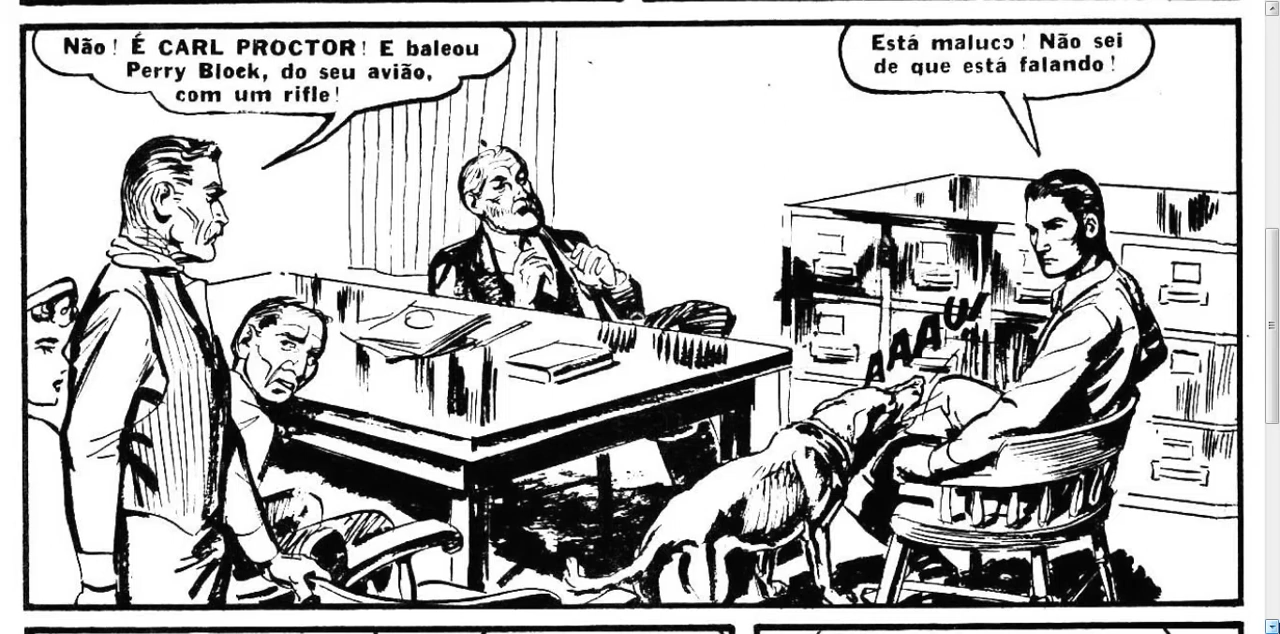 Não! É CARL PROCTOR! E baleou
Perry Block, do seu avião,
com um rifle!
Está maluco! Não sei
de que está falando!
AAAAU